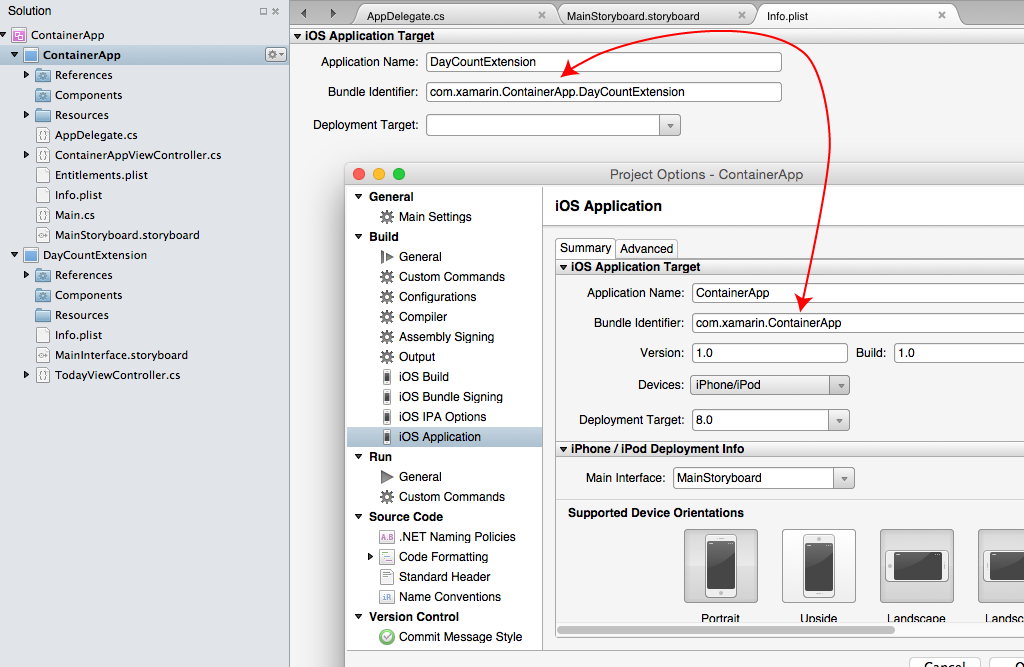 Solution
ContainerApp
ContainerApp
References
Components
Resources
AppDelegate.cs
ContainerAppViewController.cs
Entitlements.plist
Info.plist
Main.cs
MainStoryboard.storyboard
DayCountExtension
References
Components
Resources
Info.plist
MainInterface.storyboard
TodayViewController.cs
AppDelegate.cs
MainStoryboard.storyboard
Info.plist
iOS Application Target
Application Name: DayCountExtension
Bundle Identifier: com.xamarin.ContainerApp.DayCountExtension
Deployment Target:
Project Options - ContainerApp
General
Main Settings
Build
General
Custom Commands
Configurations
Compiler
Assembly Signing
Output
iOS Build
iOS Bundle Signing
iOS IPA Options
iOS Application
Run
General
Custom Commands
Source Code
A.B .NET Naming Policies
Code Formatting
Standard Header
iR Name Conventions
Version Control
Commit Message Style
iOS Application
Summary Advanced
iOS Application Target
Application Name: ContainerApp
Bundle Identifier: com.xamarin.ContainerApp
Version: 1.0 Build: 1.0
Devices: iPhone/iPod
Deployment Target: 8.0
iPhone / iPod Deployment Info
Main Interface: MainStoryboard
Supported Device Orientations
Portrait Upside Landscape Landsc
Cancel